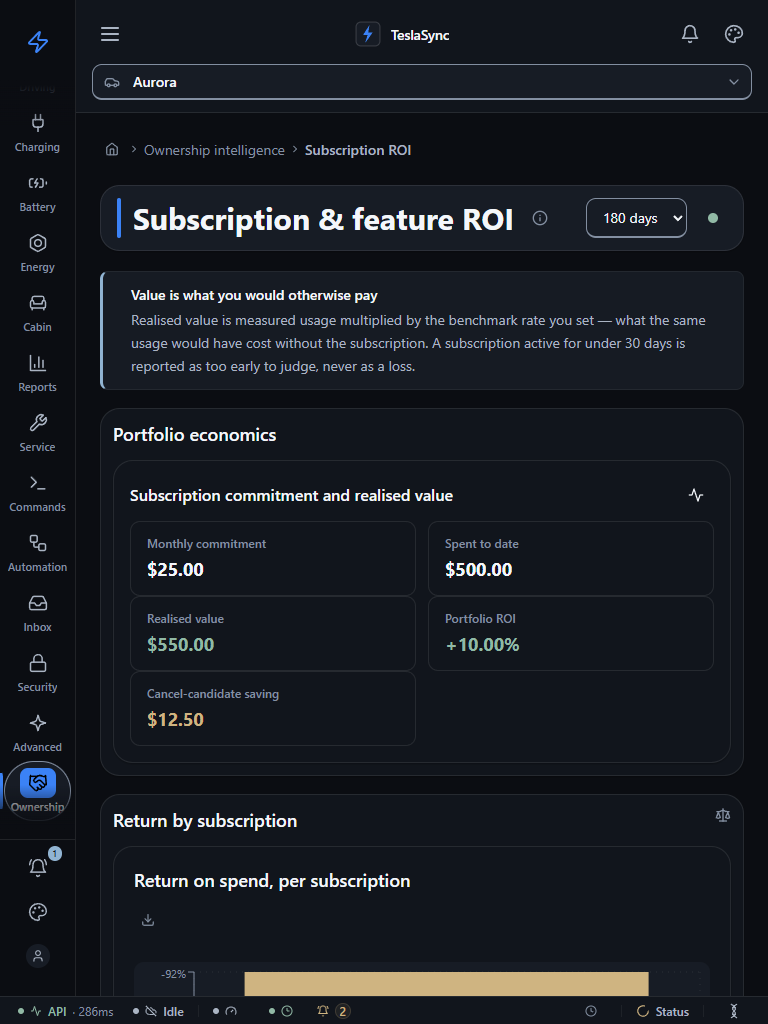 TeslaSync
Aurora
Charging
Battery
Energy
Cabin
Reports
Service
Commands
Automation
Inbox
Security
Advanced
Ownership
1
Ownership intelligence
Subscription ROI
Subscription & feature ROI
180 days
Value is what you would otherwise pay
Realised value is measured usage multiplied by the benchmark rate you set — what the same
usage would have cost without the subscription. A subscription active for under 30 days is
reported as too early to judge, never as a loss.
Portfolio economics
Subscription commitment and realised value
Monthly commitment
$25.00
Spent to date
$500.00
Realised value
$550.00
Portfolio ROI
+10.00%
Cancel-candidate saving
$12.50
Return by subscription
Return on spend, per subscription
-92%
API · 286ms
Idle
2
Status